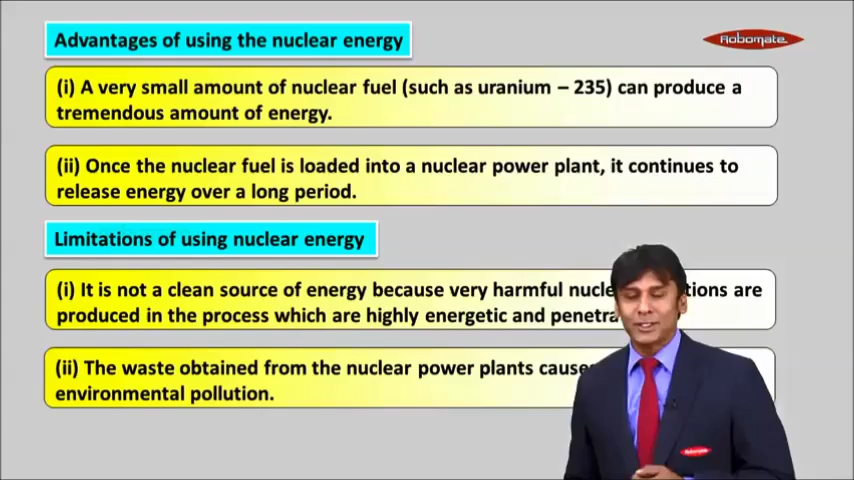 Advantages of using the nuclear energy
Robomate
(i) A very small amount of nuclear fuel (such as uranium – 235) can produce a
tremendous amount of energy.
(ii) Once the nuclear fuel is loaded into a nuclear power plant, it continues to
release energy over a long period.
Limitations of using nuclear energy
(i) It is not a clean source of energy because very harmful are
produced in the process which are highly energetic and
(ii) The waste obtained from the nuclear power plants
environmental pollution.
Robomate